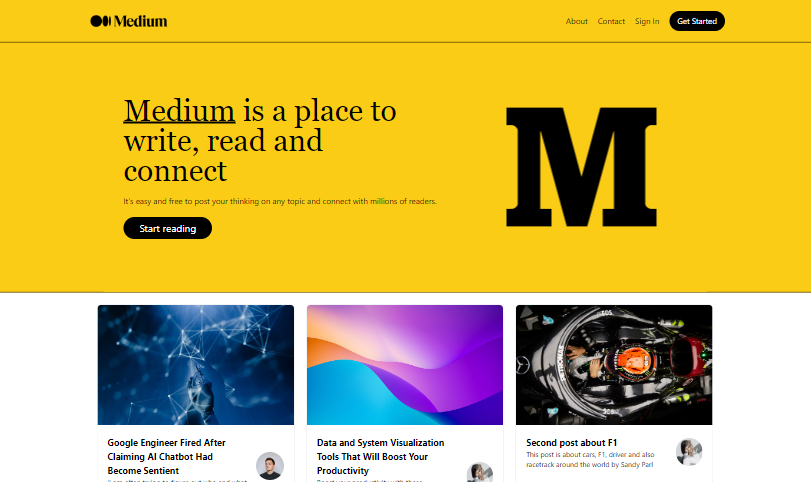 Medium
About Contact Sign In Get Started
Medium is a place to
write, read and
connect
It's easy and free to post your thinking on any topic and connect with millions of readers.
Start reading
M
Google Engineer Fired After
Claiming AI Chatbot Had
Become Sentient
Data and System Visualization
Tools That Will Boost Your
Productivity
Second post about F1
This post is about cars, F1, driver and also
racetrack around the world by Sandy Parl